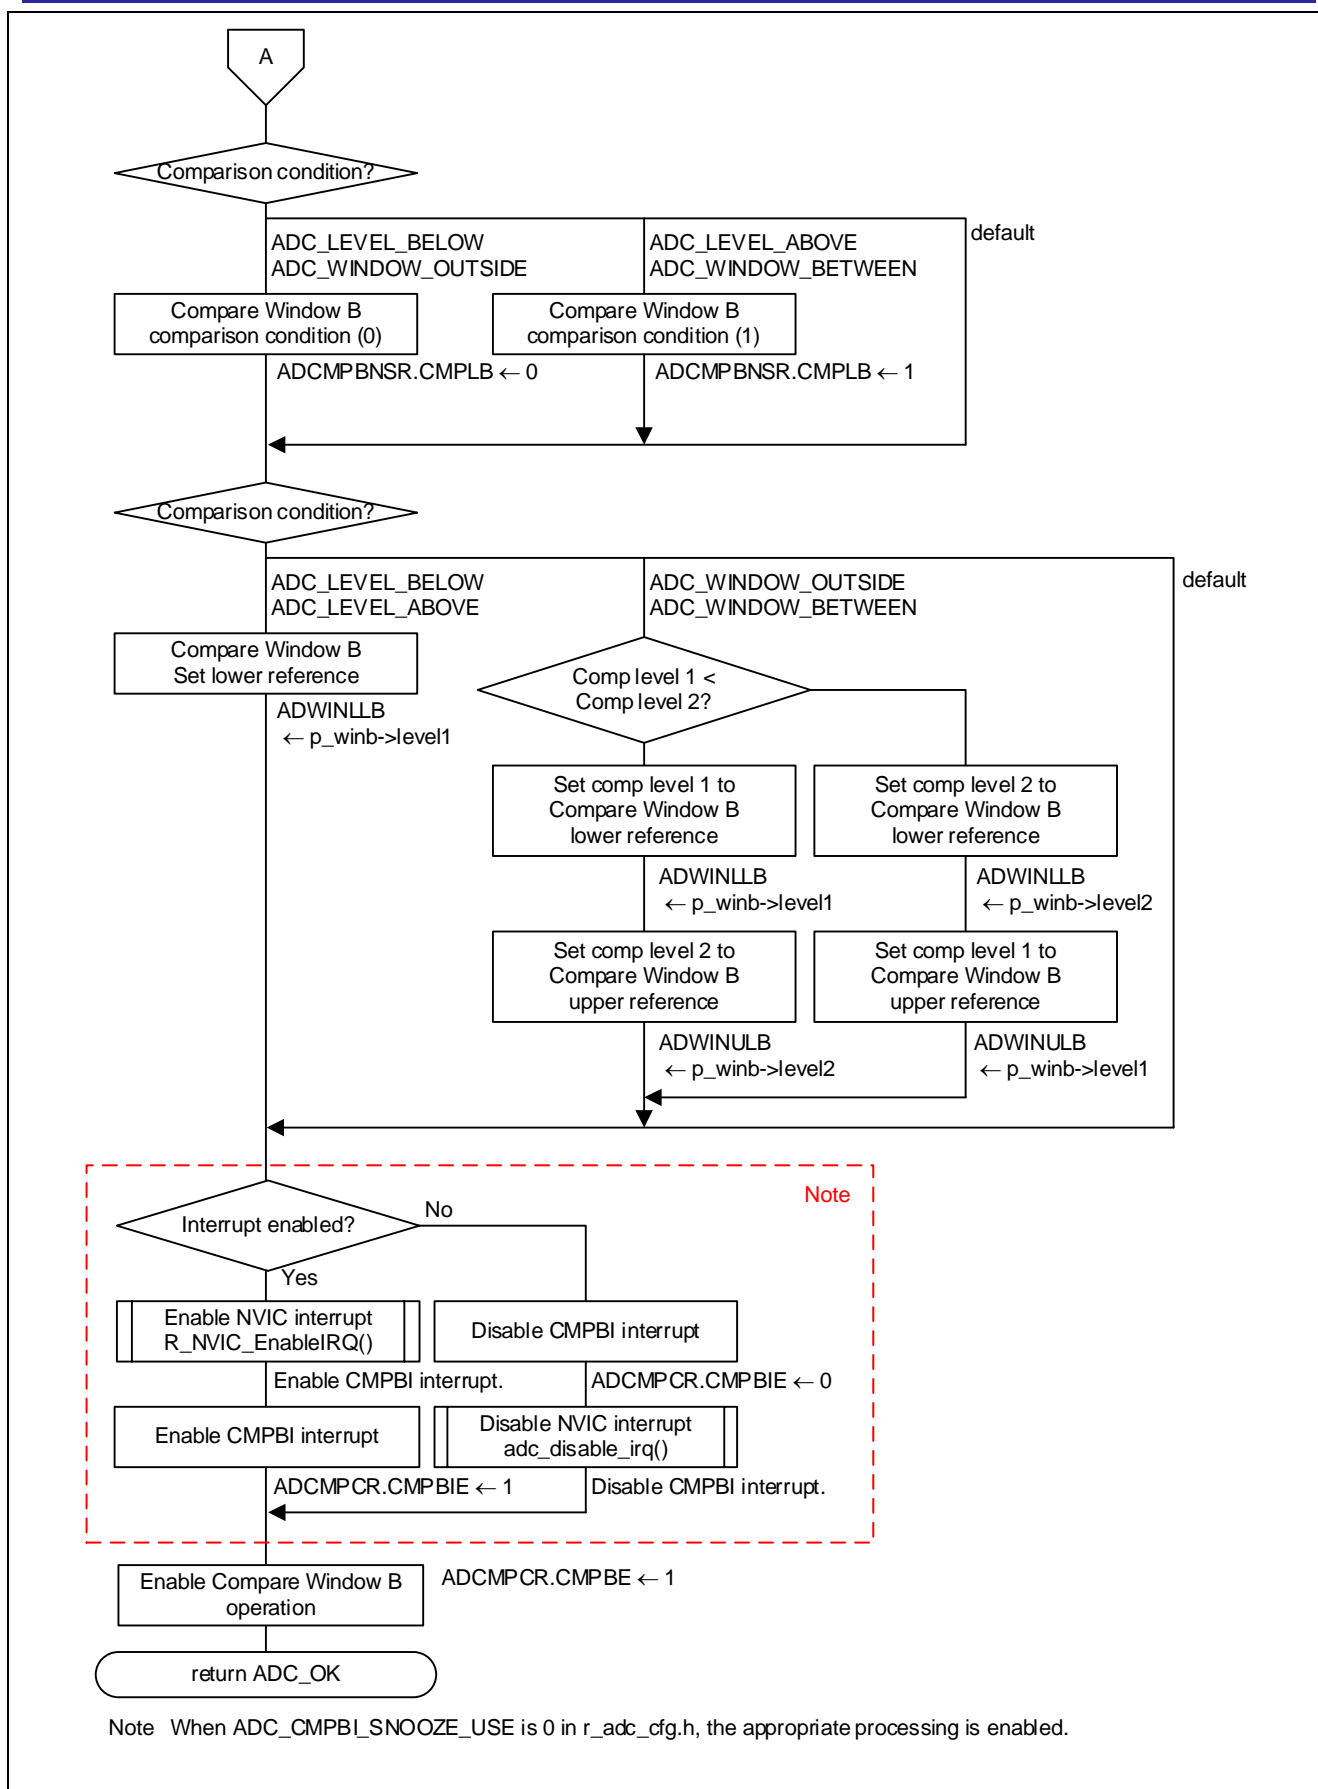 A
Comparison condition?
default
ADC_LEVEL_BELOW
ADC_WINDOW_OUTSIDE
ADC_LEVEL_ABOVE
ADC_WINDOW_BETWEEN
Compare Window B
comparison condition (0)
Compare Window B
comparison condition (1)
ADCMPBNSR.CMPLB ← 0
ADCMPBNSR.CMPLB ← 1
Comparison condition?
ADC_LEVEL_BELOW
ADC_LEVEL_ABOVE
ADC_WINDOW_OUTSIDE
ADC_WINDOW_BETWEEN
default
Compare Window B
Set lower reference
Comp level 1 <
Comp level 2?
ADWINLLB
← p_winb->level1
Set comp level 1 to
Compare Window B
lower reference
Set comp level 2 to
Compare Window B
lower reference
ADWINLLB
← p_winb->level1
ADWINLLB
← p_winb->level2
Set comp level 2 to
Compare Window B
upper reference
Set comp level 1 to
Compare Window B
upper reference
ADWINULB
← p_winb->level2
ADWINULB
← p_winb->level1
Note
Interrupt enabled?
No
Yes
Enable NVIC interrupt
R_NVIC_EnableIRQ()
Disable CMPBI interrupt
Enable CMPBI interrupt.
ADCMPCR.CMPBIE ← 0
Enable CMPBI interrupt
Disable NVIC interrupt
adc_disable_irq()
ADCMPCR.CMPBIE ← 1
Disable CMPBI interrupt.
Enable Compare Window B
operation
ADCMPCR.CMPBE ← 1
return ADC_OK
Note When ADC_CMPBI_SNOOZE_USE is 0 in r_adc_cfg.h, the appropriate processing is enabled.